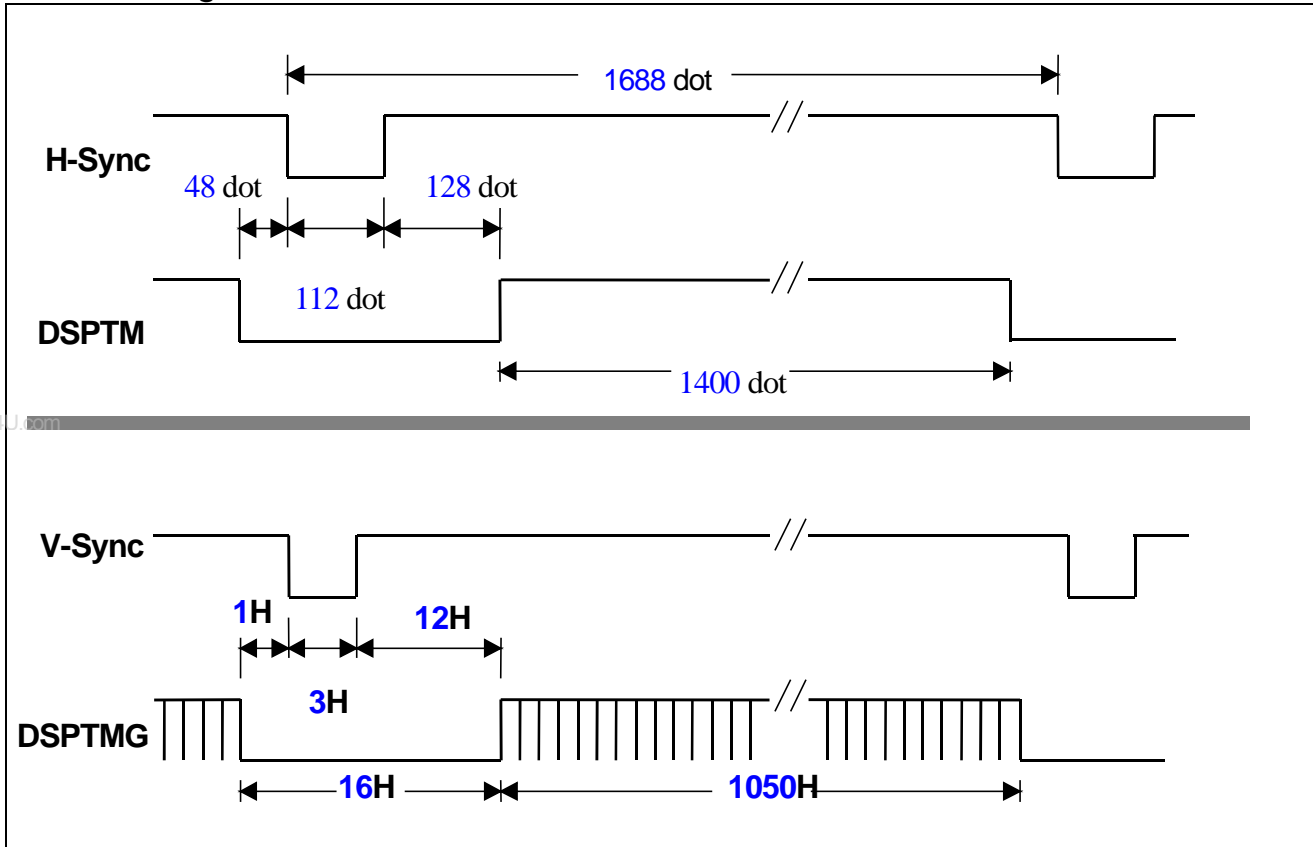 1688 dot
H-Sync
48 dot
128 dot
112 dot
DSPTM
1400 dot
U.com
V-Sync
1H
12H
3H
DSPTMG
16H
1050H